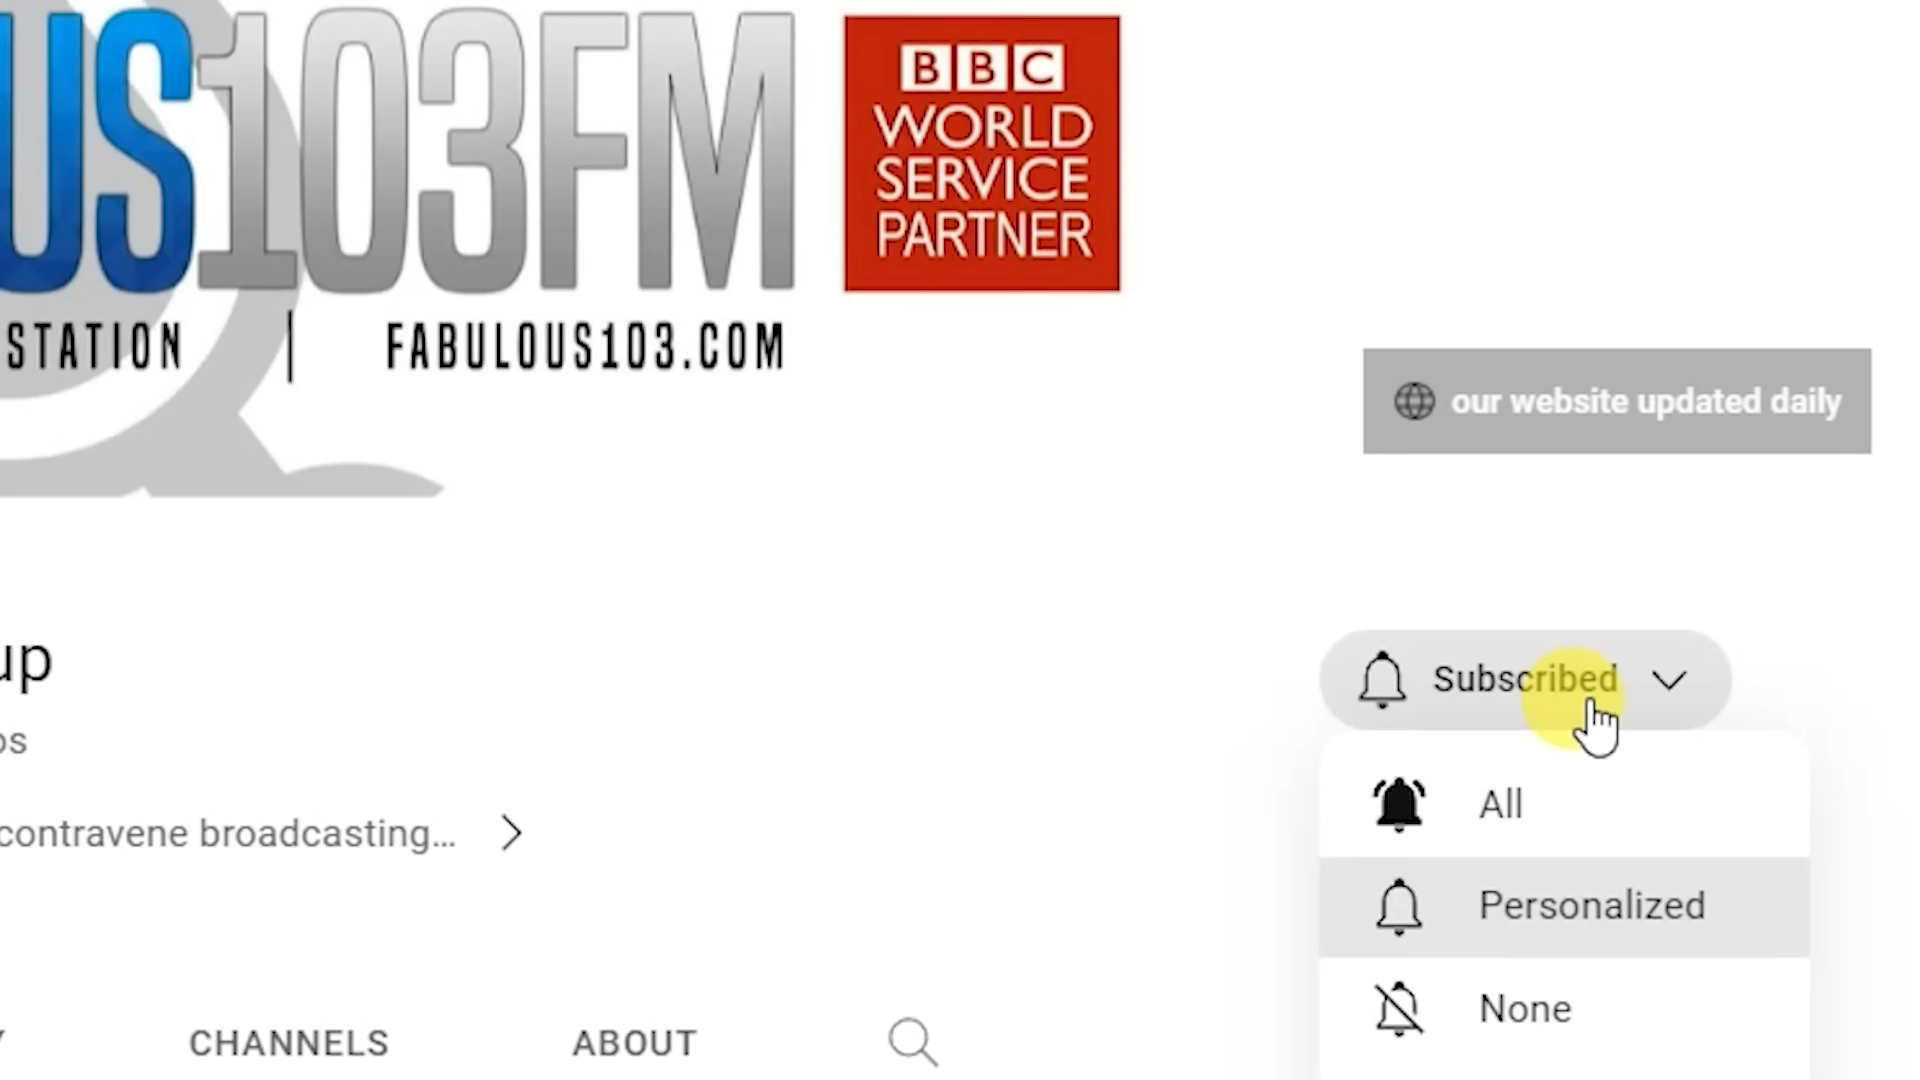 US103FM
BBC
WORLD
SERVICE
PARTNER
STATION | FABULOUS103.COM
our website updated daily
up
os
Subscribed
contravene broadcasting...
All
Personalized
None
CHANNELS
ABOUT